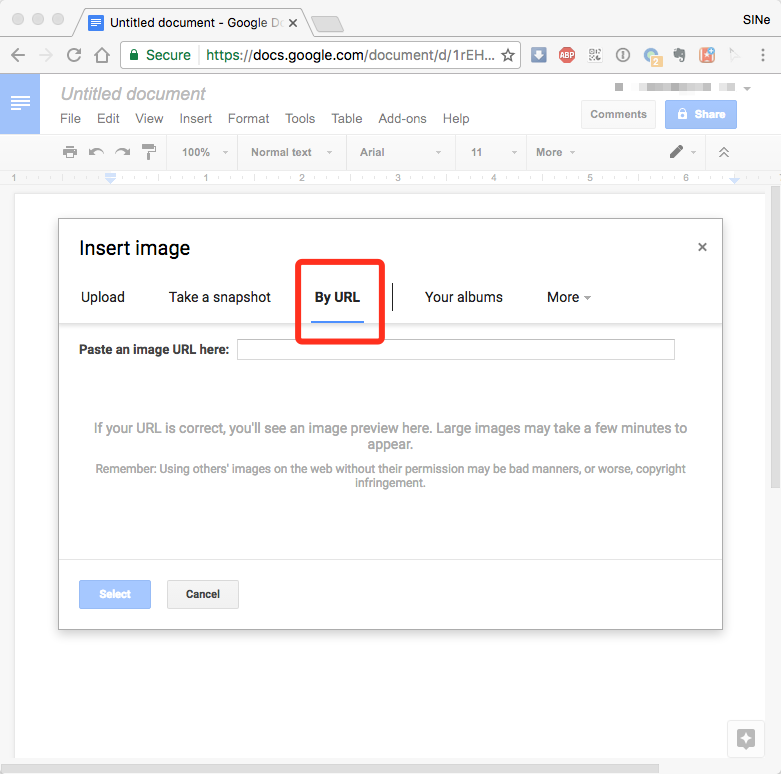 Untitled document - Google Do
SINe
Secure
https://docs.google.com/document/d/1rEH...
ABP
2
Untitled document
File Edit View Insert Format Tools Table Add-ons Help
Comments
Share
100% Normal text Arial 11 More
1 1 2 3 4 5 6
Insert image
Upload Take a snapshot By URL Your albums More
Paste an image URL here:
If your URL is correct, you'll see an image preview here. Large images may take a few minutes to
appear.
Remember: Using others' images on the web without their permission may be bad manners, or worse, copyright
infringement.
Select Cancel